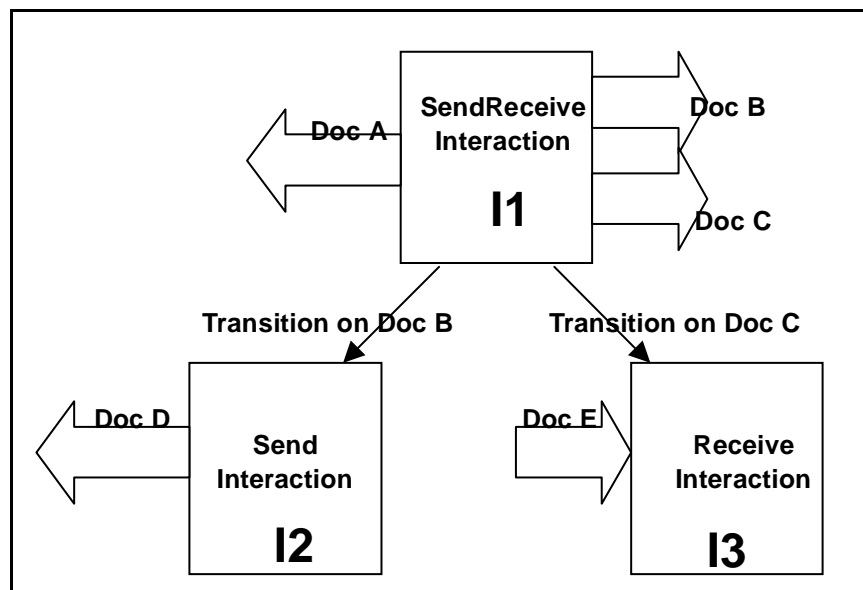 Doc A
SendReceive
Interaction
I1
Doc B
Doc C
Transition on Doc B
Transition on Doc C
Doc D
Send
Interaction
I2
Doc E
Receive
Interaction
I3